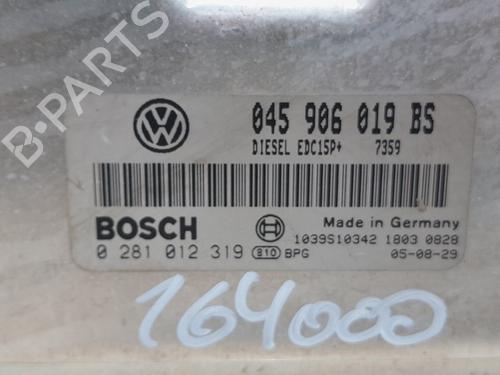 045 906 019 BS
DIESEL EDC15P+ 7359
BOSCH
Made in Germany
0 281 012 319 810 BPG
1039S10342 1803 0828
05-08-29
164000
B-PARTS